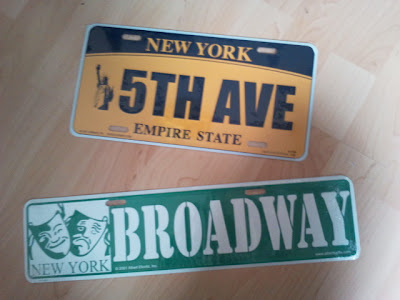 NEW YORK
5TH AVE
EMPIRE STATE
BROADWAY
NEW YORK